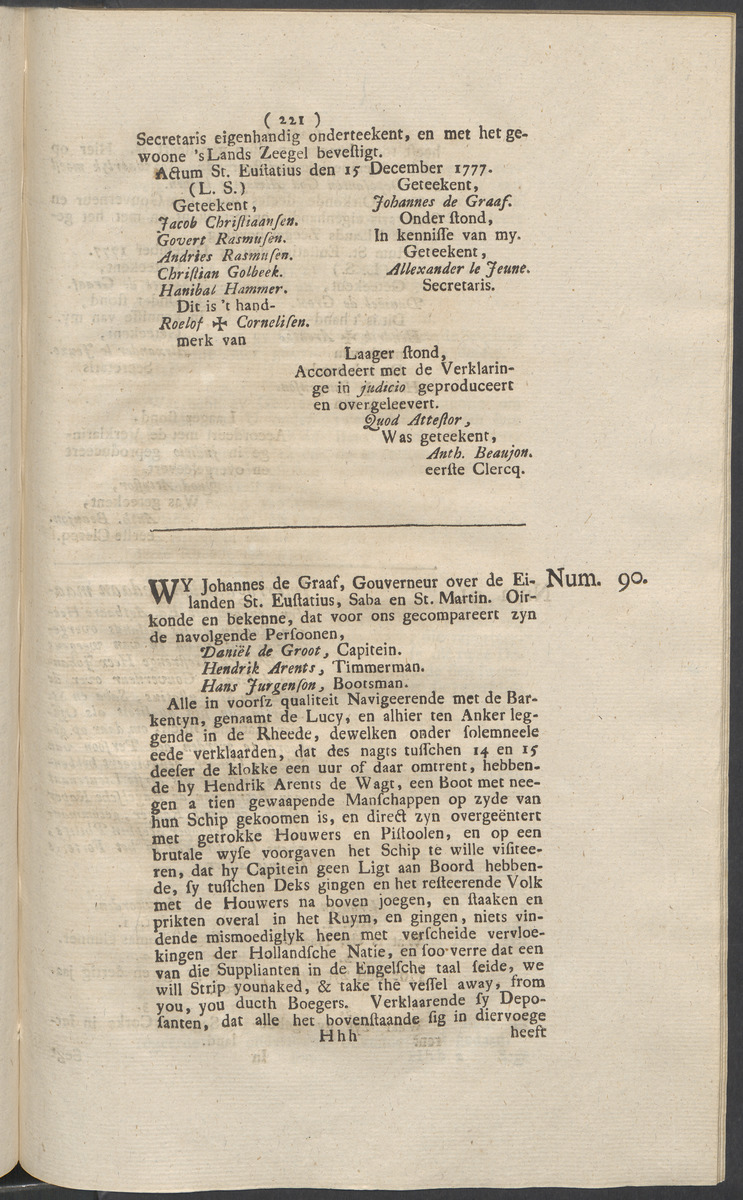 ( 221 )
Secretaris eigenhandig onderteekent, en met het ge-
woone 'sLands Zeegel bevestigt.
Actum St. Eustatius den 15 December 1777.
(L. S.)
Geteekent,
Jacob Christiaansen.
Govert Rasmusen.
Andries Rasmusen.
Christian Golbeek.
Hanibal Hammer.
Dit is 't hand-
Roelof ✠ Cornelisen.
merk van
Geteekent,
Johannes de Graaf.
Onder stond,
In kennisse van my.
Geteekent,
Allexander le Jeune.
Secretaris.
Laager stond,
Accordeert met de Verklarin-
ge in judicio geproduceert
en overgeleevert.
Quod Attestor,
Was geteekent,
Anth. Beaujon.
eerste Clercq.
WY Johannes de Graaf, Gouverneur over de Ei- Num. 90.
landen St. Eustatius, Saba en St. Martin. Oir-
konde en bekenne, dat voor ons gecompareert zyn
de navolgende Persoonen,
Daniël de Groot, Capitein.
Hendrik Arents, Timmerman.
Hans Jurgenson, Bootsman.
Alle in voorsz qualiteit Navigeerende met de Bar-
kentyn, genaamt de Lucy, en alhier ten Anker leg-
gende in de Rheede, dewelken onder solemneele
eede verklaarden, dat des nagts tusschen 14 en 15
deeser de klokke een uur of daar omtrent, hebben-
de hy Hendrik Arents de Wagt, een Boot met nee-
gen a tien gewaapende Manschappen op zyde van
hun Schip gekoomen is, en direct zyn overgeëntert
met getrokke Houwers en Pistoolen, en op een
brutale wyse voorgaven het Schip te wille visitee-
ren, dat hy Capitein geen Ligt aan Boord hebben-
de, sy tusschen Deks gingen en het resteerende Volk
met de Houwers na boven joegen, en staaken en
prikten overal in het Ruym, en gingen, niets vin-
dende mismoediglyk heen met verscheide vervloe-
kingen der Hollandsche Natie, en soo verre dat een
van die Supplianten in de Engelsche taal seide, we
will Strip younaked, & take the vessel away, from
you, you ducth Boegers. Verklaarende sy Depo-
santen, dat alle het bovenstaande sig in diervoege
Hhh heeft